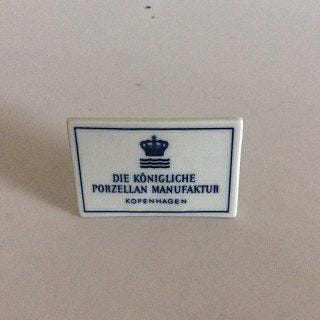 DIE KÖNIGLICHE
PORZELLAN MANUFAKTUR
KOPENHAGEN